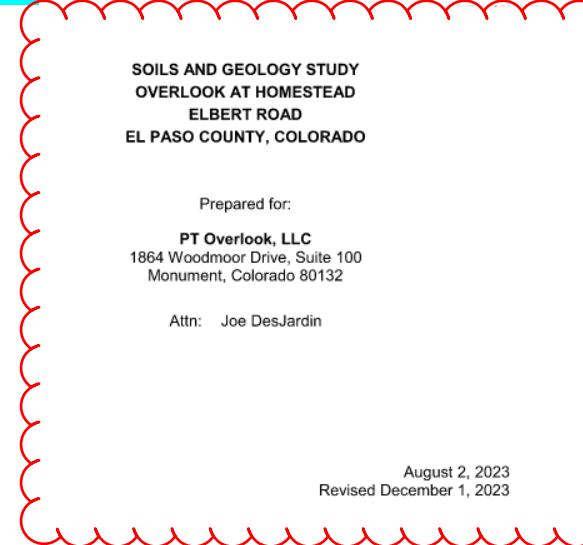 SOILS AND GEOLOGY STUDY
OVERLOOK AT HOMESTEAD
ELBERT ROAD
EL PASO COUNTY, COLORADO
Prepared for:
PT Overlook, LLC
1864 Woodmoor Drive, Suite 100
Monument, Colorado 80132
Attn: Joe DesJardin
August 2, 2023
Revised December 1, 2023